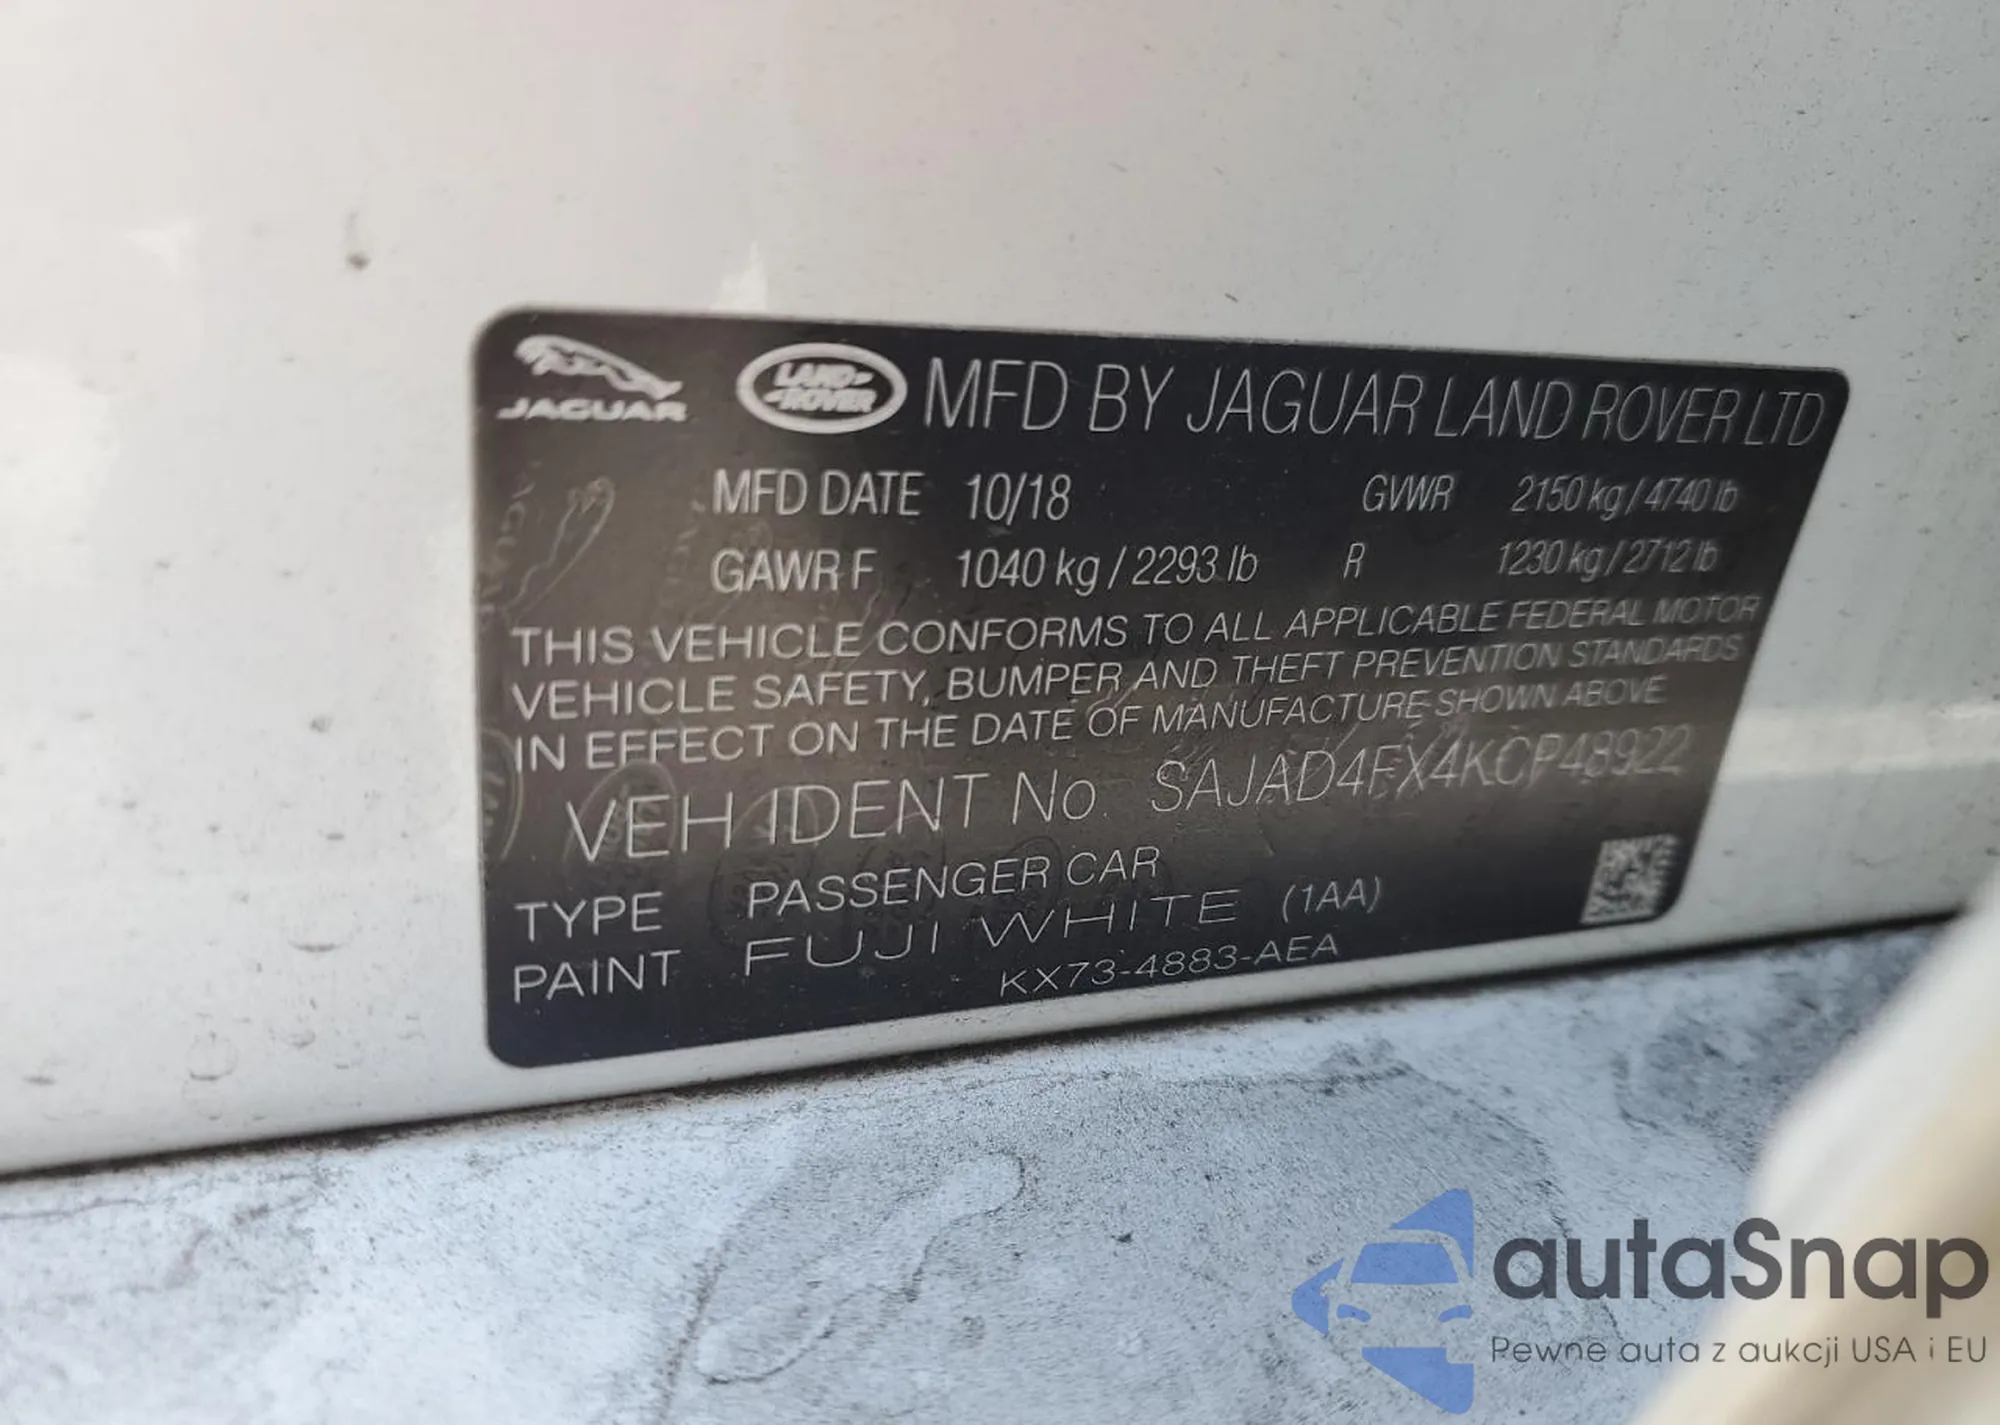 JAGUAR LAND-ROVER MFD BY JAGUAR LAND ROVER LTD
MFD DATE 10/18 GVWR 2150 kg / 4740 lb
GAWR F 1040 kg / 2293 lb R 1230 kg / 2712 lb
THIS VEHICLE CONFORMS TO ALL APPLICABLE FEDERAL MOTOR
VEHICLE SAFETY, BUMPER AND THEFT PREVENTION STANDARDS
IN EFFECT ON THE DATE OF MANUFACTURE SHOWN ABOVE
VEH IDENT No. SAJAD4FX4KCP48922
TYPE PASSENGER CAR
PAINT FUJI WHITE (1AA)
KX73-4883-AEA
autaSnap
Pewne auta z aukcji USA i EU